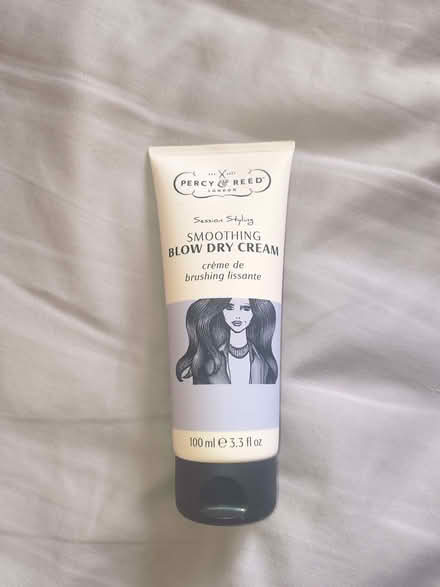 PERCY & REED
LONDON
Session Styling
SMOOTHING
BLOW DRY CREAM
crème de
brushing lissante
100 ml ℮ 3.3 fl oz